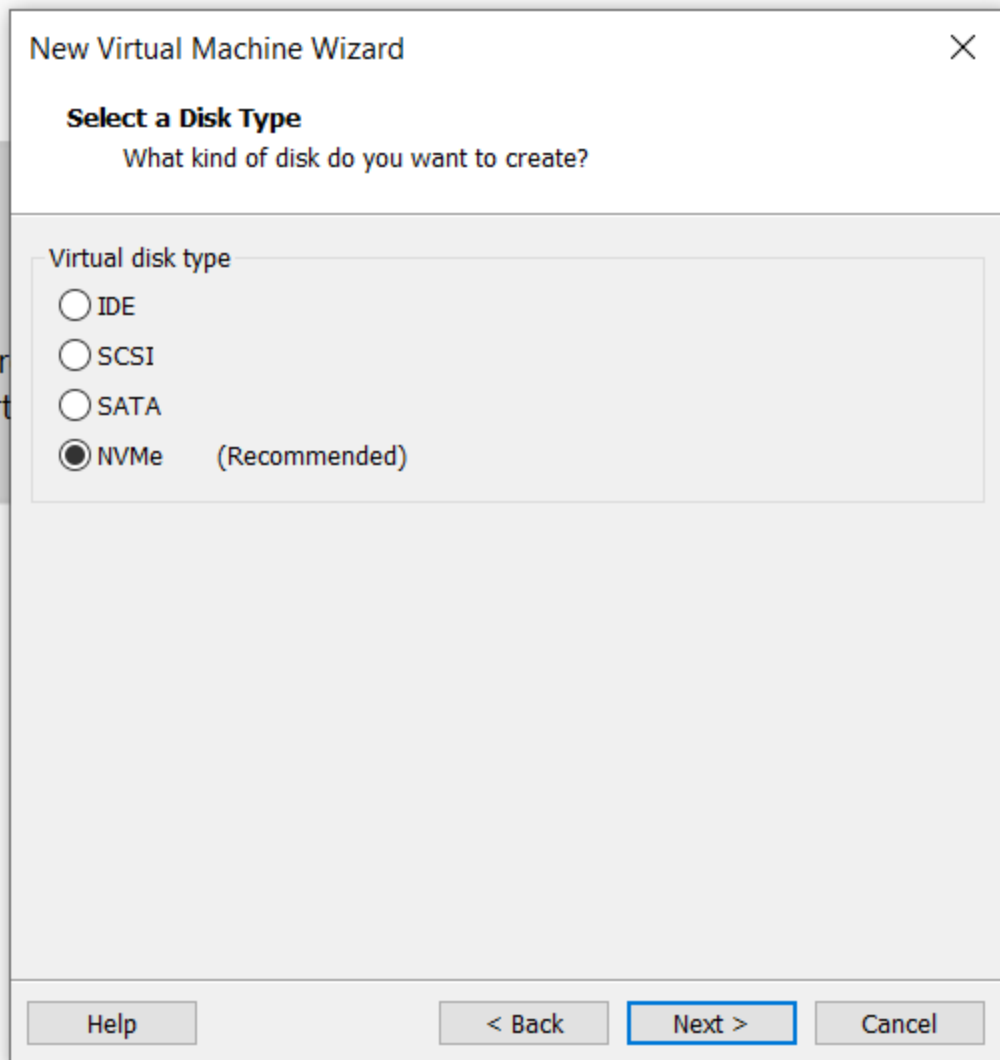 New Virtual Machine Wizard
Select a Disk Type
What kind of disk do you want to create?
Virtual disk type
IDE
SCSI
SATA
NVMe (Recommended)
Help < Back Next > Cancel